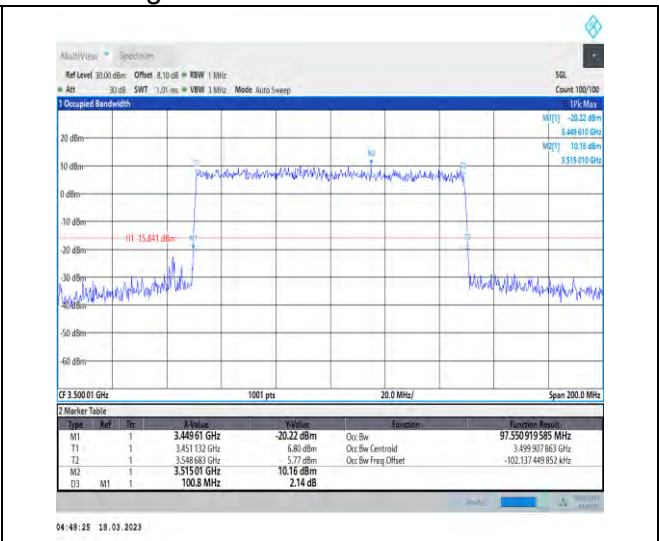 MultiView Spectrum
Ref Level 30.00 dBm Offset 8.10 dB RBW 1 MHz SGL
Att 30 dB SWT 1.01 ms VBW 3 MHz Mode Auto Sweep Count 100/100
1 Occupied Bandwidth 1Pk Max
M1[1] -20.22 dBm
3.449 610 GHz
20 dBm
M2[1] 10.16 dBm
3.515 010 GHz
M2
10 dBm
0 dBm
-10 dBm
H1 -15.841 dBm
M1
-20 dBm
-30 dBm
-40 dBm
-50 dBm
-60 dBm
CF 3.500 01 GHz 1001 pts 20.0 MHz/ Span 200.0 MHz
2 Marker Table
Type Ref Trc X-Value Y-Value Function Function Result
M1 1 3.449 61 GHz -20.22 dBm Occ Bw 97.550 919 585 MHz
T1 1 3.451 132 GHz 6.80 dBm Occ Bw Centroid 3.499 907 863 GHz
T2 1 3.548 683 GHz 5.77 dBm Occ Bw Freq Offset -102.137 449 852 kHz
M2 1 3.515 01 GHz 10.16 dBm
D3 M1 1 100.8 MHz 2.14 dB
04:48:25 18.03.2023